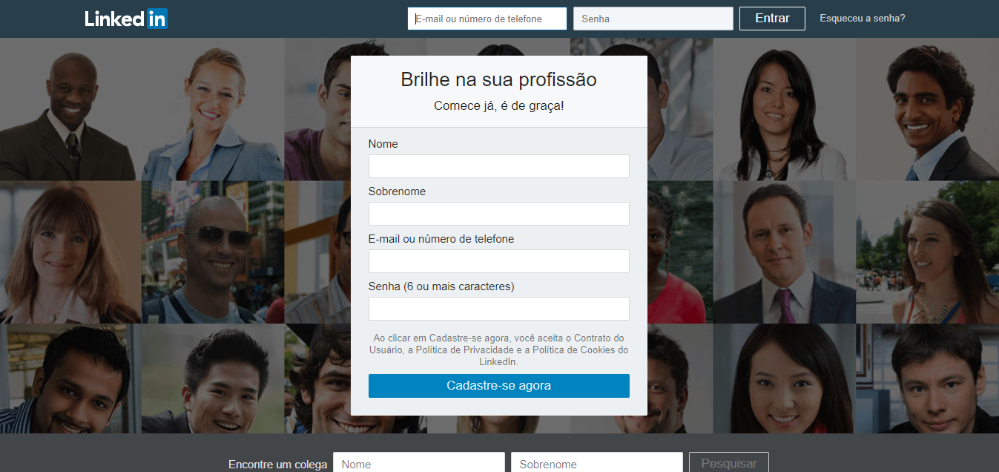 Linked in
E-mail ou número de telefone
Senha
Entrar
Esqueceu a senha?
Brilhe na sua profissão
Comece já, é de graça!
Nome
Sobrenome
E-mail ou número de telefone
Senha (6 ou mais caracteres)
Ao clicar em Cadastre-se agora, você aceita o Contrato do
Usuário, a Política de Privacidade e a Política de Cookies do
LinkedIn.
Cadastre-se agora
Encontre um colega
Nome
Sobrenome
Pesquisar